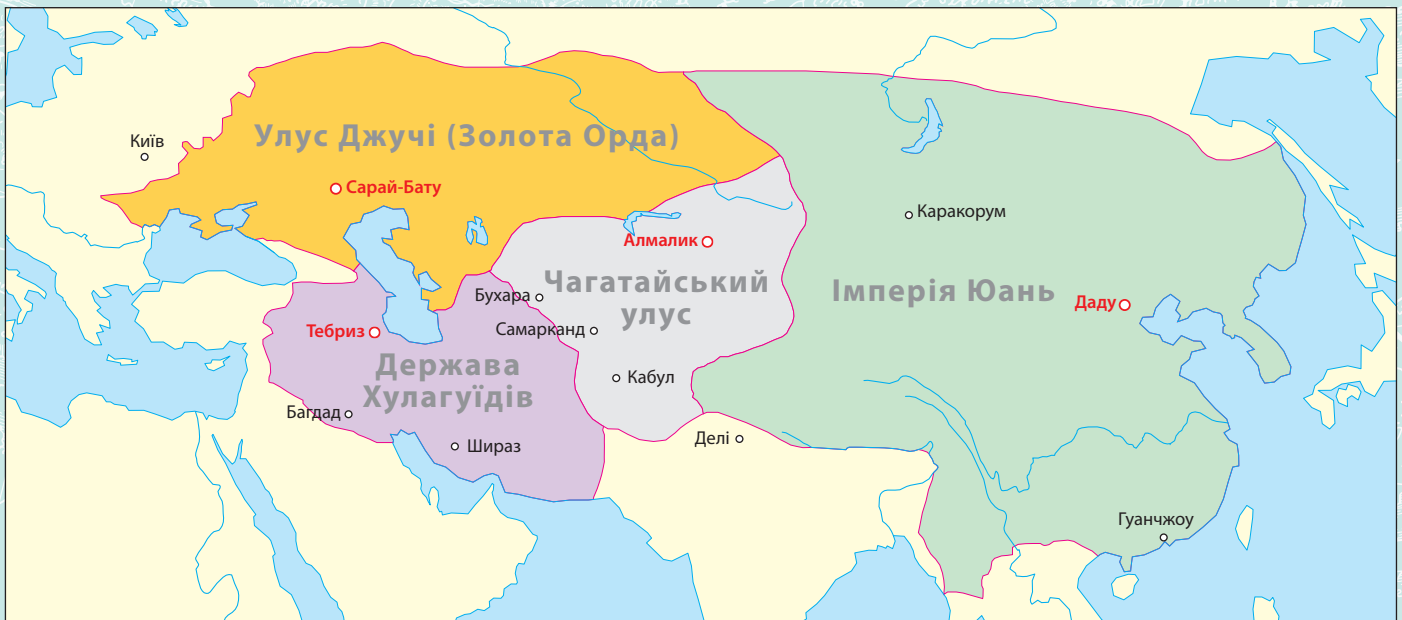 Київ
Улус Джучі (Золота Орда)
Сарай-Бату
Каракорум
Алмалик
Чагатайський
улус
Імперія Юань
Даду
Бухара
Самарканд
Тебриз
Держава
Хулагуїдів
Кабул
Багдад
Шираз
Делі
Гуанчжоу